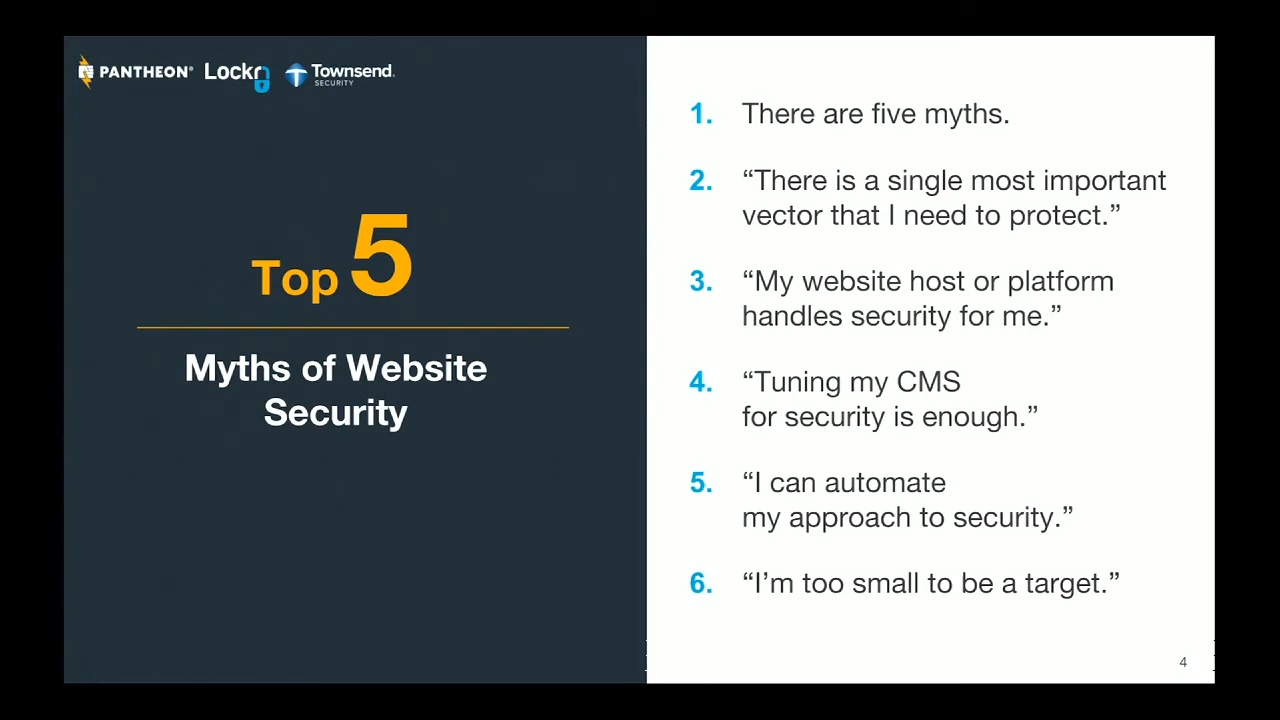 PANTHEON® Lockr Townsend.
SECURITY
Top 5
Myths of Website
Security
1. There are five myths.
2. “There is a single most important
vector that I need to protect.”
3. “My website host or platform
handles security for me.”
4. “Tuning my CMS
for security is enough.”
5. “I can automate
my approach to security.”
6. “I’m too small to be a target.”
4